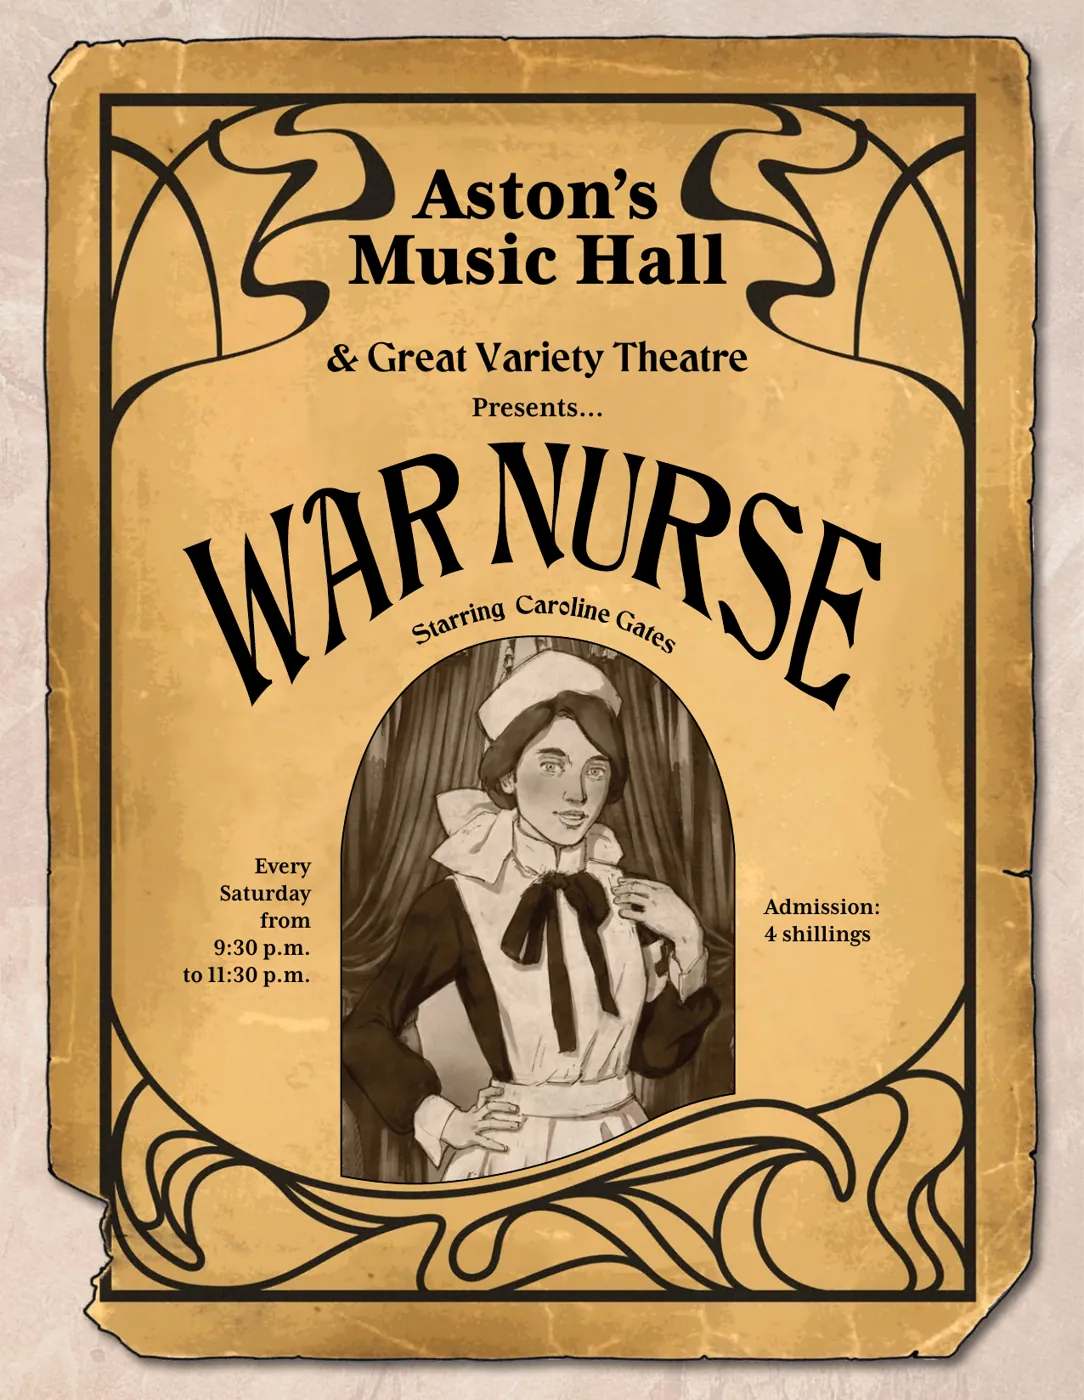 Aston’s
Music Hall
& Great Variety Theatre
Presents...
WAR NURSE
Starring Caroline Gates
Every
Saturday
from
9:30 p.m.
to 11:30 p.m.
Admission:
4 shillings